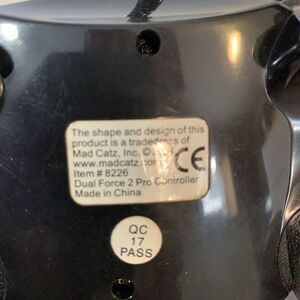 The shape and design of this
product is a tradedress of
Mad Catz, Inc. ©
www.madcatz.com
Item # 8226
Dual Force 2 Pro Controller
Made in China
CE
QC
17
PASS